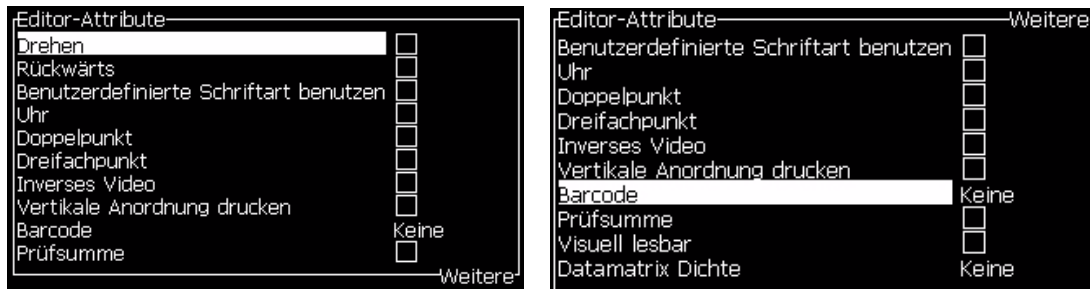 Editor-Attribute
Drehen
Rückwärts
Benutzerdefinierte Schriftart benutzen
Uhr
Doppelpunkt
Dreifachpunkt
Inverses Video
Vertikale Anordnung drucken
Barcode Keine
Prüfsumme
Weitere
Editor-Attribute Weitere
Benutzerdefinierte Schriftart benutzen
Uhr
Doppelpunkt
Dreifachpunkt
Inverses Video
Vertikale Anordnung drucken
Barcode Keine
Prüfsumme
Visuell lesbar
Datamatrix Dichte Keine